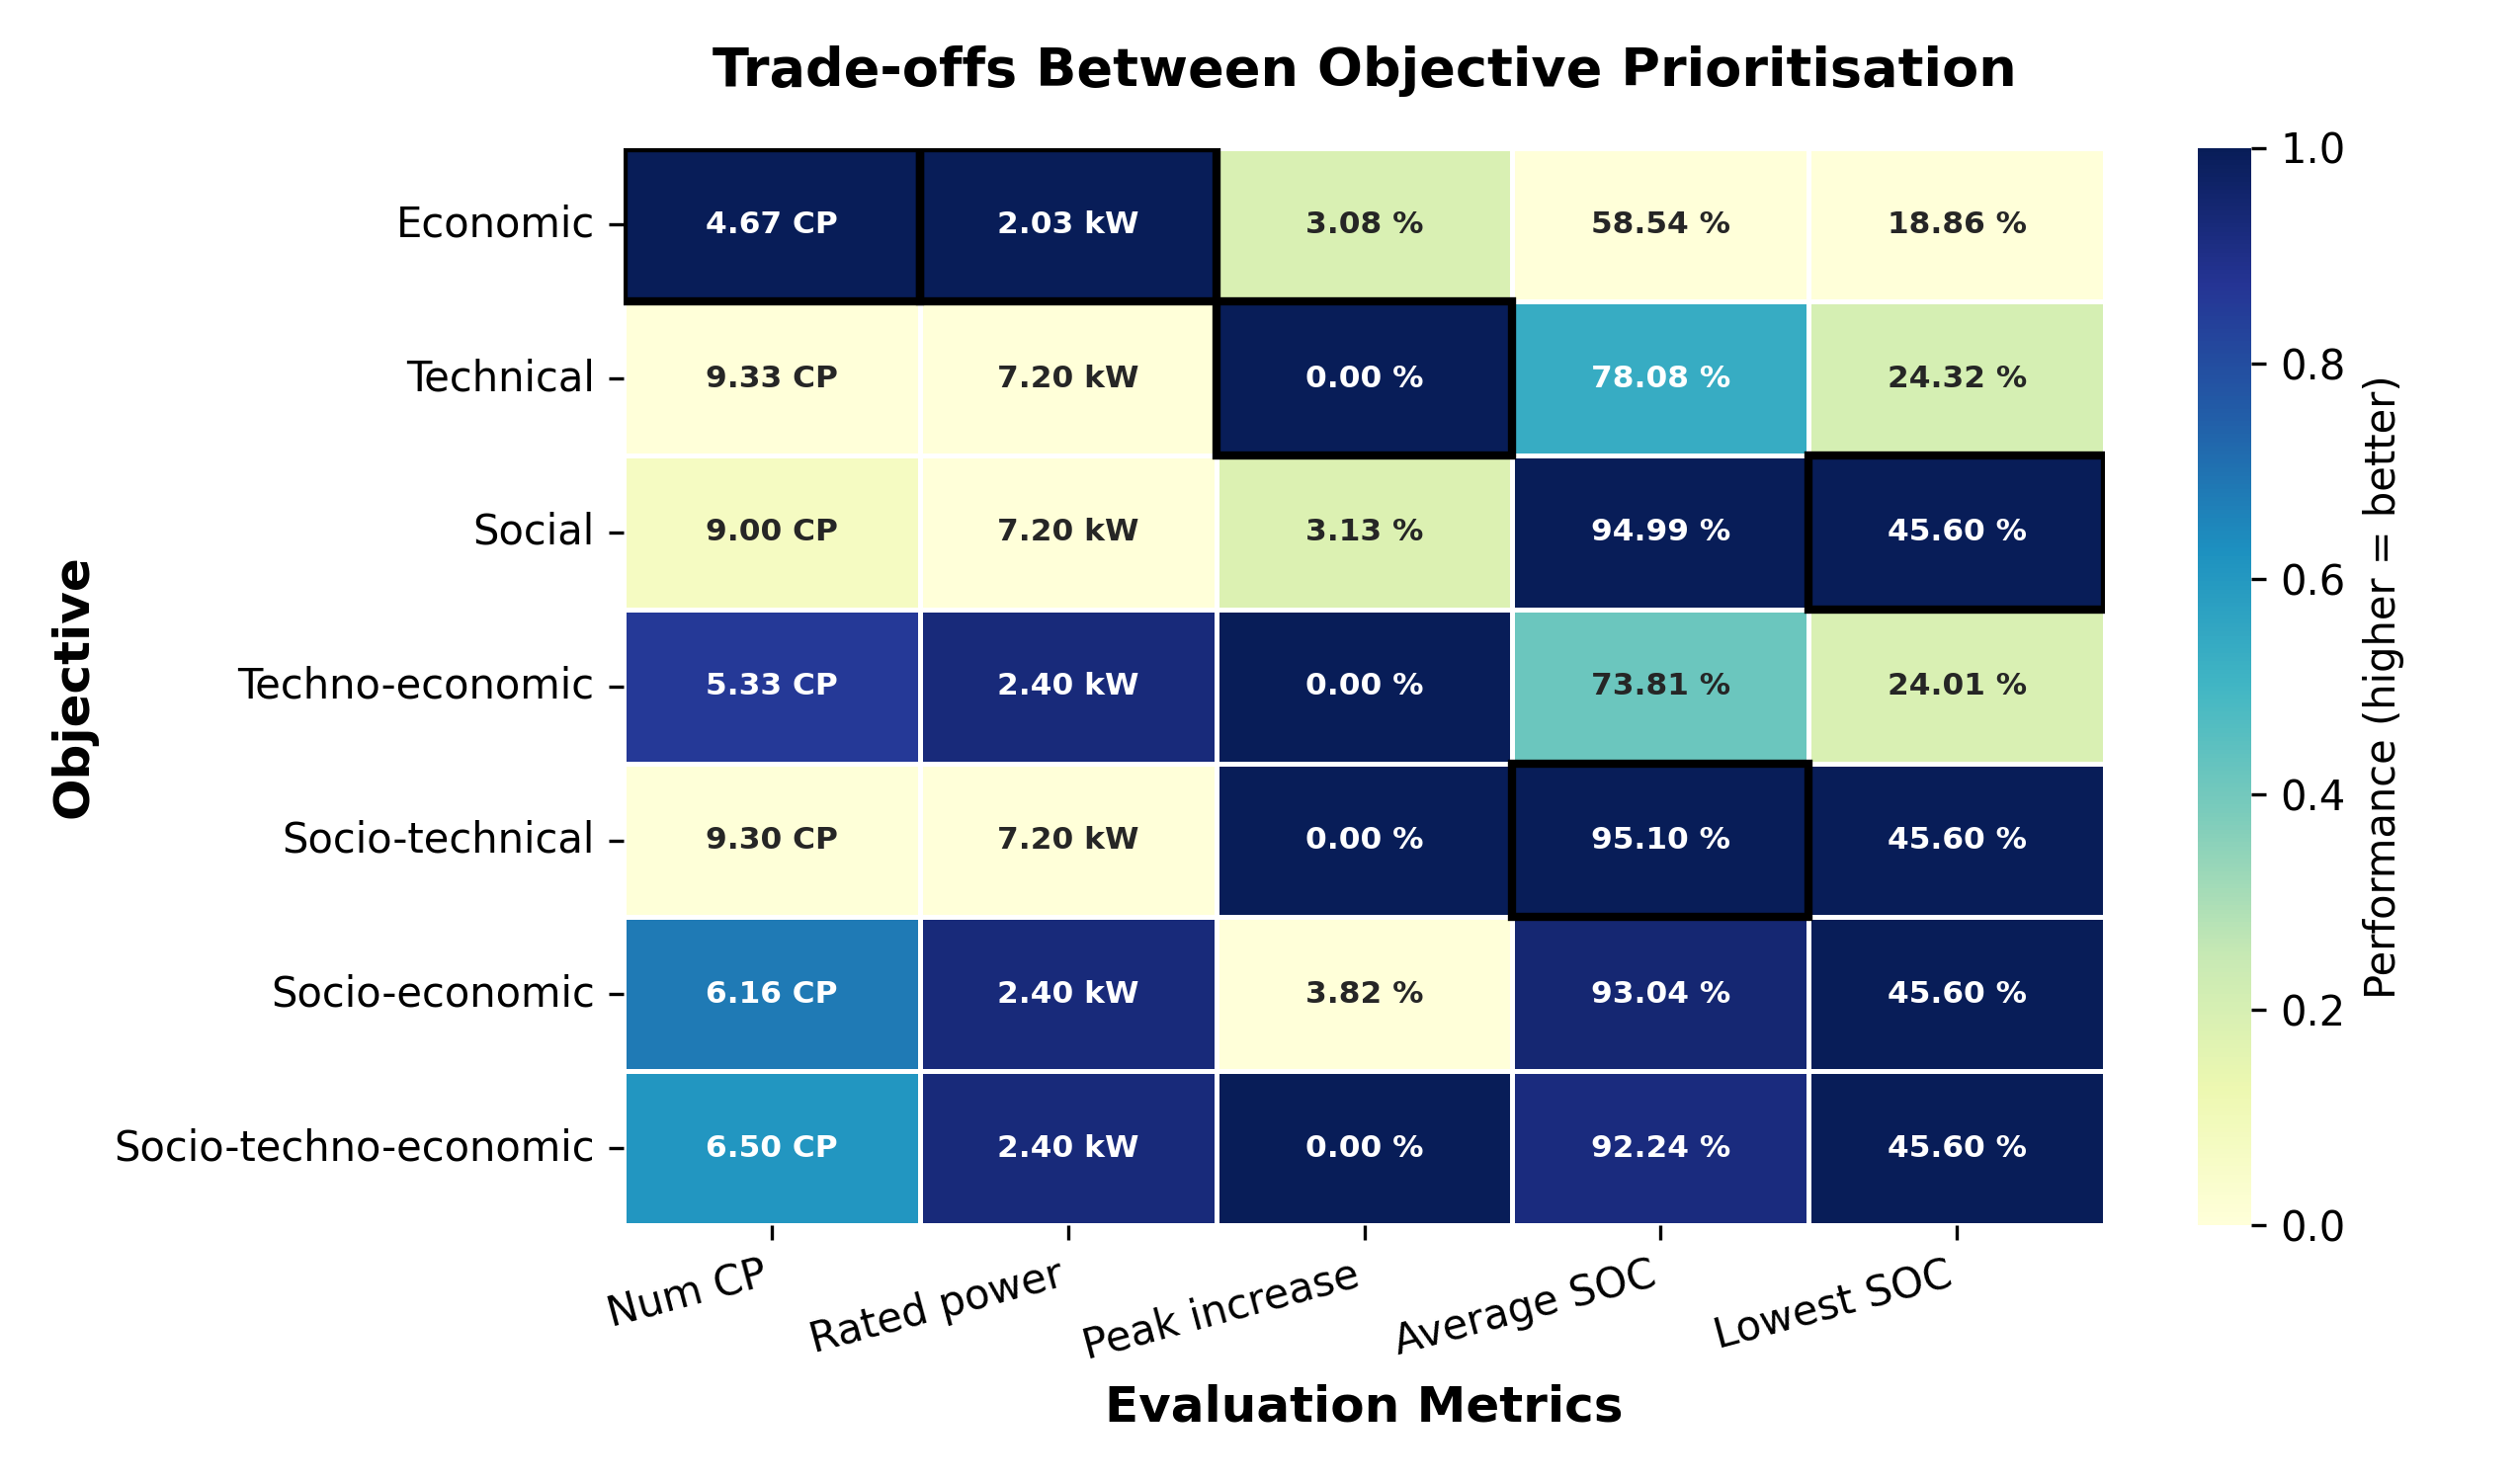 Trade-offs Between Objective Prioritisation
Objective
Economic 4.67 CP 2.03 kW 3.08 % 58.54 % 18.86 %
Technical 9.33 CP 7.20 kW 0.00 % 78.08 % 24.32 %
Social 9.00 CP 7.20 kW 3.13 % 94.99 % 45.60 %
Techno-economic 5.33 CP 2.40 kW 0.00 % 73.81 % 24.01 %
Socio-technical 9.30 CP 7.20 kW 0.00 % 95.10 % 45.60 %
Socio-economic 6.16 CP 2.40 kW 3.82 % 93.04 % 45.60 %
Socio-techno-economic 6.50 CP 2.40 kW 0.00 % 92.24 % 45.60 %
Num CP Rated power Peak increase Average SOC Lowest SOC
Evaluation Metrics
1.0
0.8
0.6
0.4
0.2
0.0
Performance (higher = better)